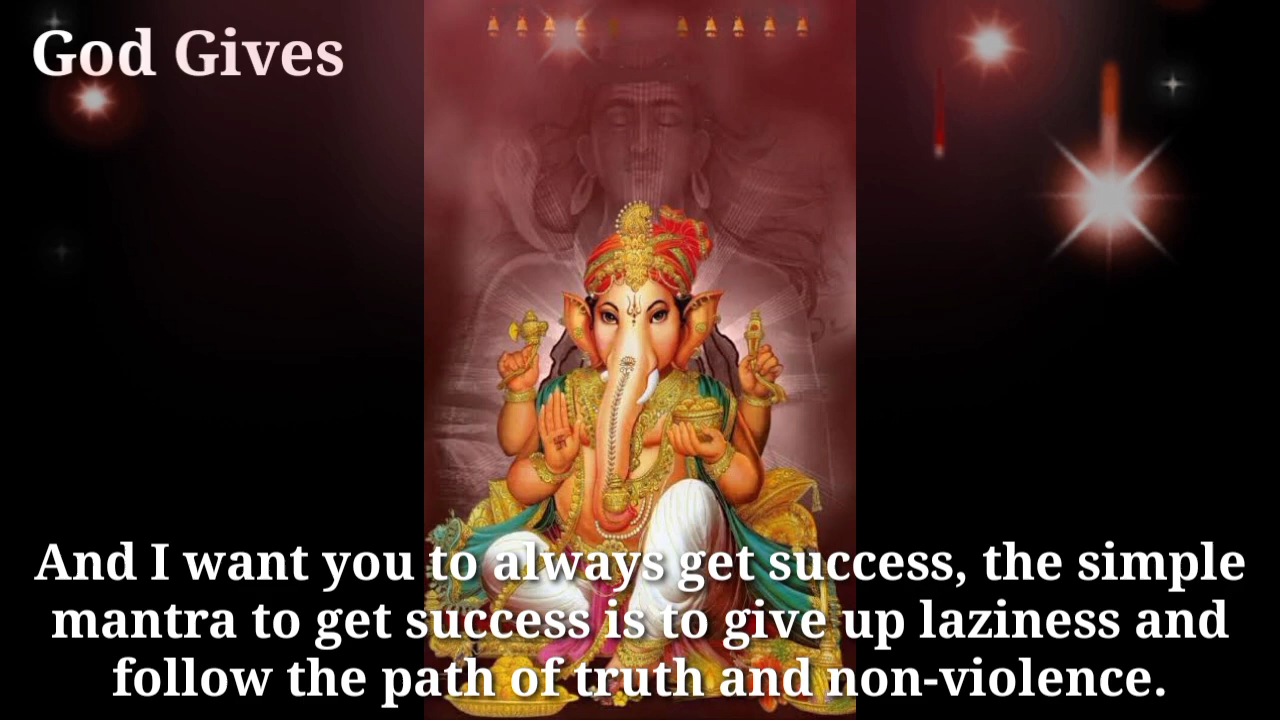 God Gives
And I want you to always get success, the simple
mantra to get success is to give up laziness and
follow the path of truth and non-violence.